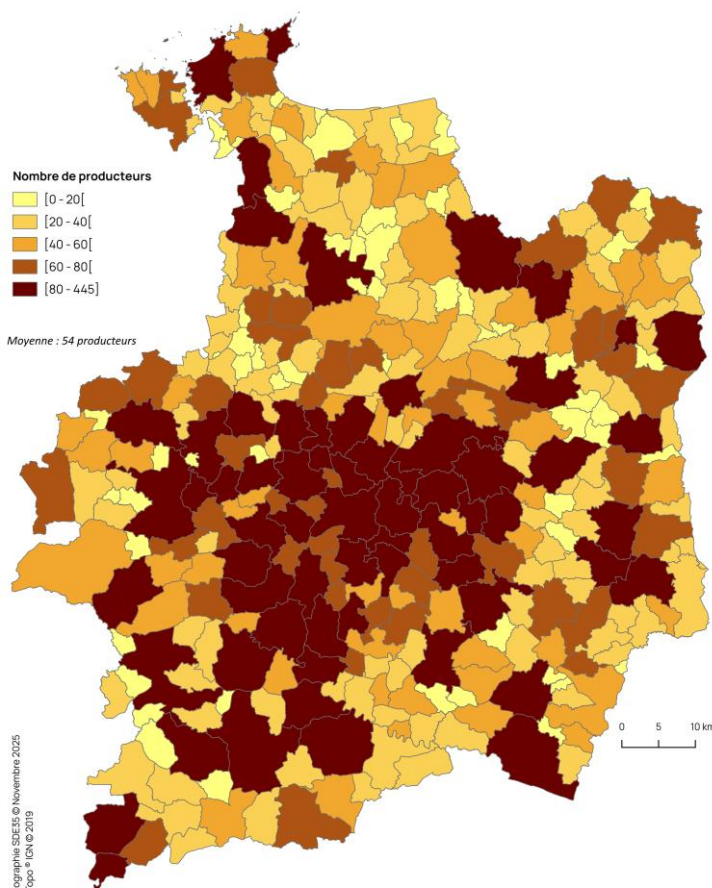 Nombre de producteurs
[0 - 20[
[20 - 40[
[40 - 60[
[60 - 80[
[80 - 445]
Moyenne : 54 producteurs
0 5 10 km
ographie SDE35 © Novembre 2025
opo ® IGN © 2019